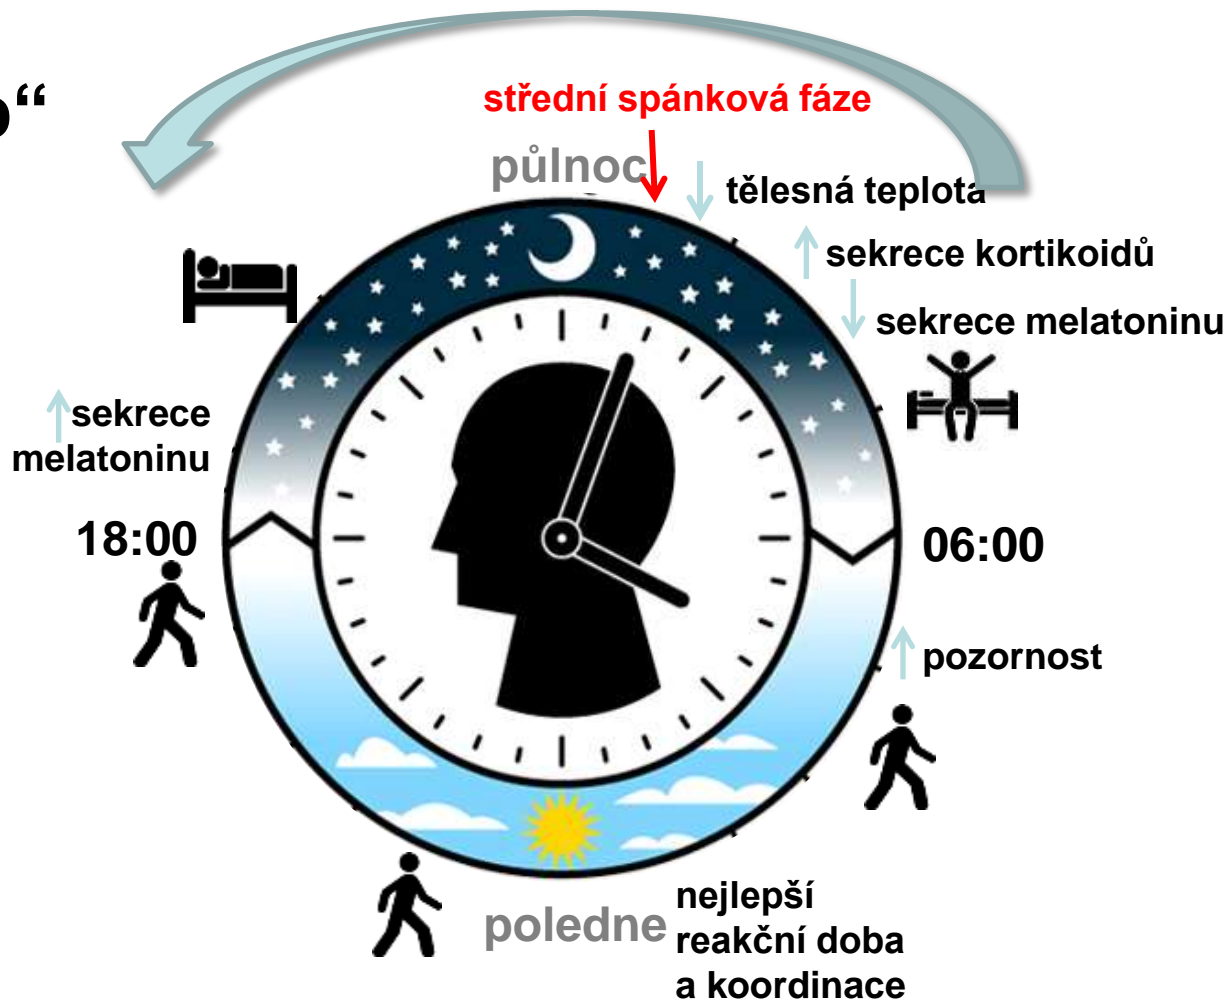 střední spánková fáze
půlnoc
tělesná teplota
sekrece kortikoidů
sekrece melatoninu
sekrece
melatoninu
18:00
06:00
pozornost
poledne
nejlepší
reakční doba
a koordinace